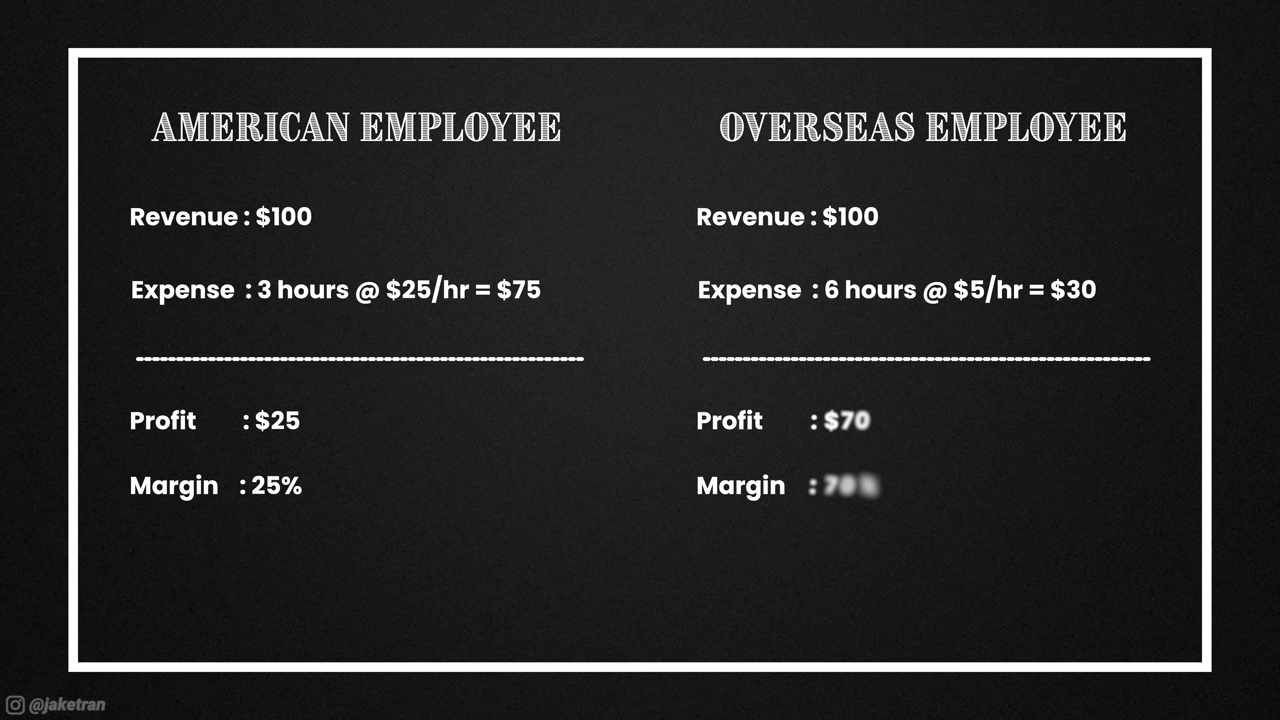 AMERICAN EMPLOYEE
Revenue : $100
Expense : 3 hours @ $25/hr = $75
--------------------------------------------------------
Profit : $25
Margin : 25%
OVERSEAS EMPLOYEE
Revenue : $100
Expense : 6 hours @ $5/hr = $30
--------------------------------------------------------
Profit : $70
Margin : 70%
@jaketran